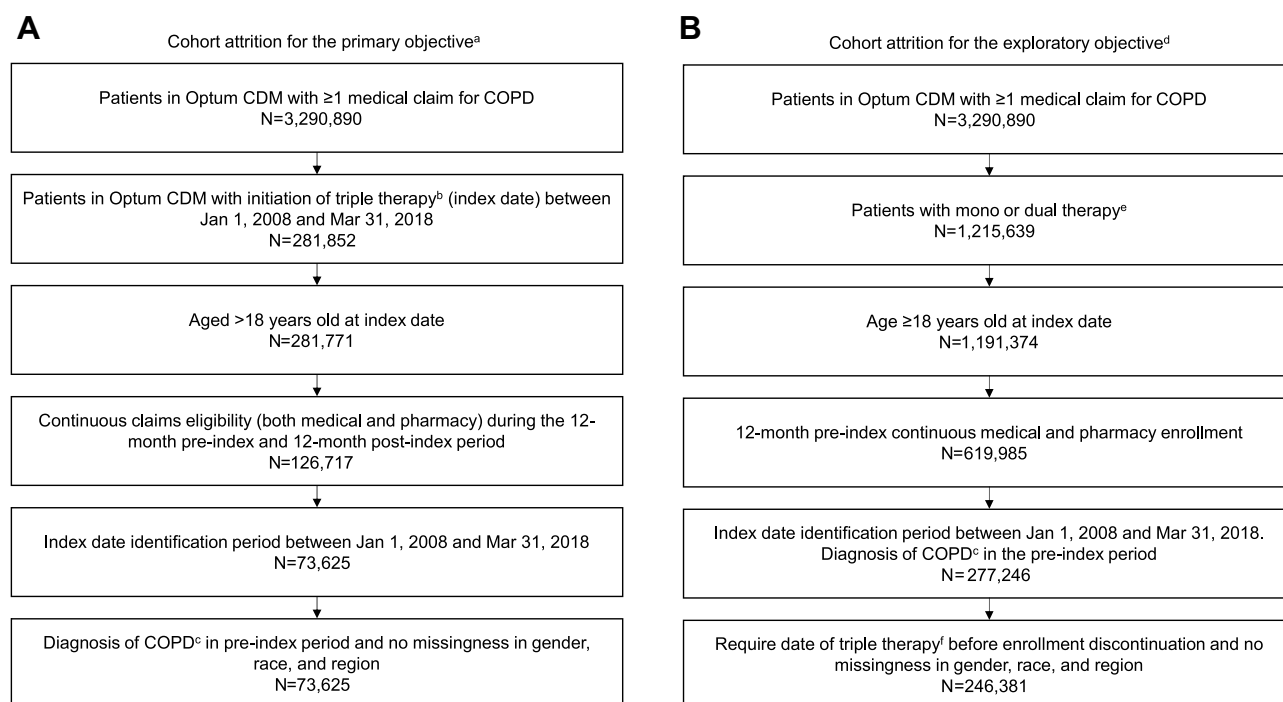 A
Cohort attrition for the primary objectiveᵃ
Patients in Optum CDM with ≥1 medical claim for COPD
N=3,290,890
Patients in Optum CDM with initiation of triple therapyᵇ (index date) between
Jan 1, 2008 and Mar 31, 2018
N=281,852
Aged >18 years old at index date
N=281,771
Continuous claims eligibility (both medical and pharmacy) during the 12-
month pre-index and 12-month post-index period
N=126,717
Index date identification period between Jan 1, 2008 and Mar 31, 2018
N=73,625
Diagnosis of COPDᶜ in pre-index period and no missingness in gender,
race, and region
N=73,625
B
Cohort attrition for the exploratory objectiveᵈ
Patients in Optum CDM with ≥1 medical claim for COPD
N=3,290,890
Patients with mono or dual therapyᵉ
N=1,215,639
Age ≥18 years old at index date
N=1,191,374
12-month pre-index continuous medical and pharmacy enrollment
N=619,985
Index date identification period between Jan 1, 2008 and Mar 31, 2018.
Diagnosis of COPDᶜ in the pre-index period
N=277,246
Require date of triple therapyᶠ before enrollment discontinuation and no
missingness in gender, race, and region
N=246,381